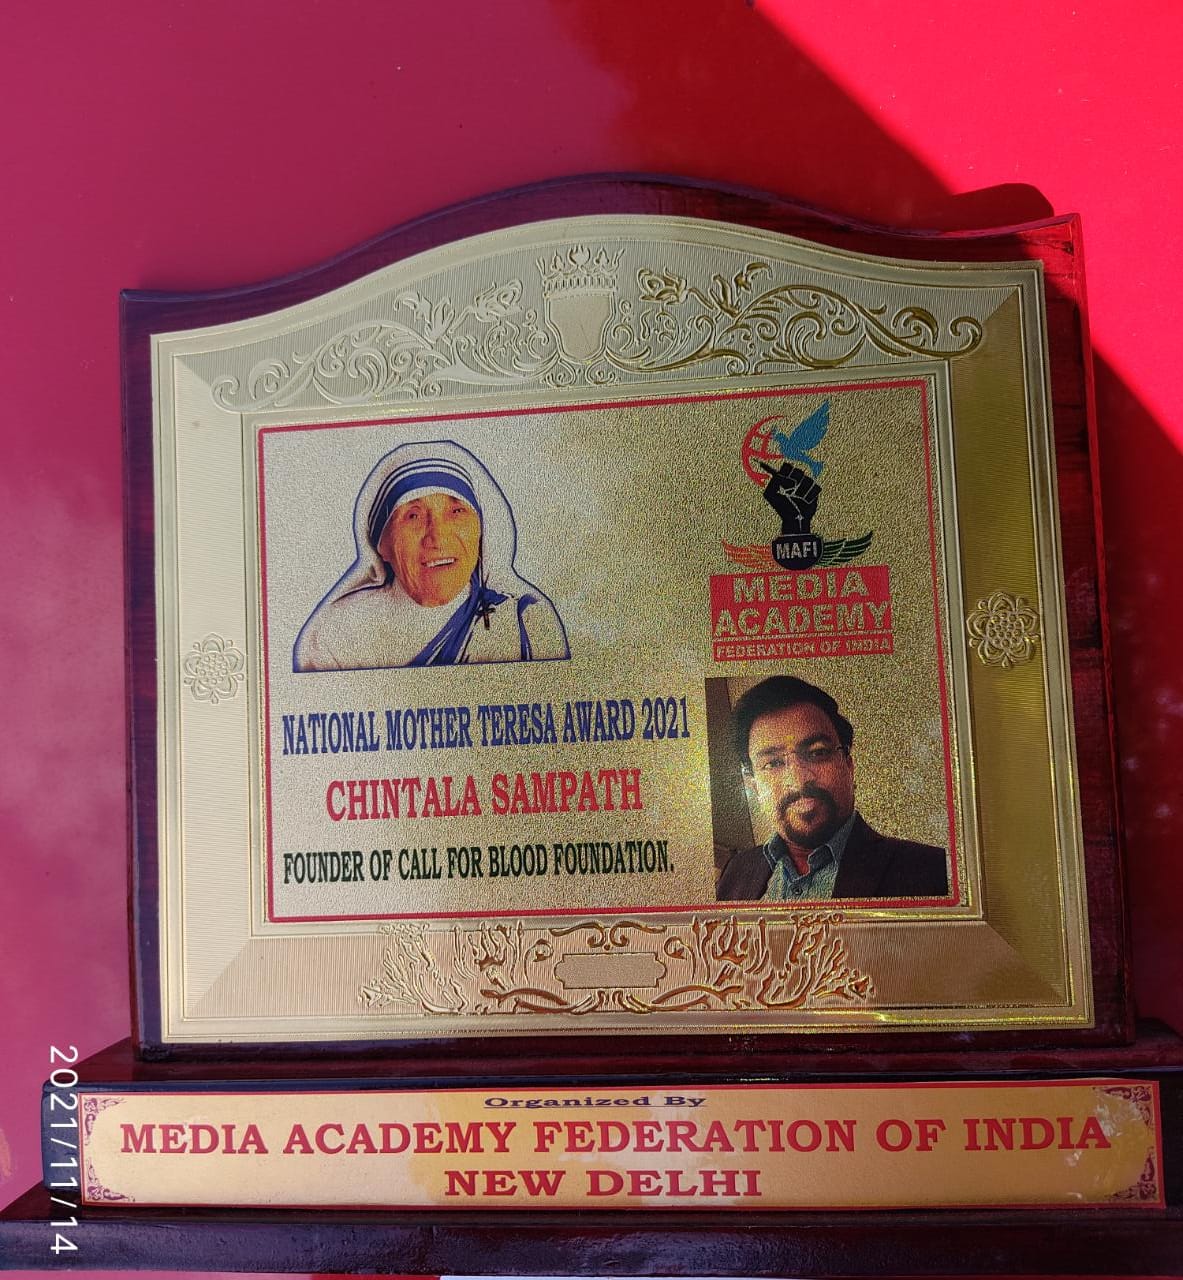 MAFI
MEDIA
ACADEMY
FEDERATION OF INDIA
NATIONAL MOTHER TERESA AWARD 2021
CHINTALA SAMPATH
FOUNDER OF CALL FOR BLOOD FOUNDATION.
Organized By
MEDIA ACADEMY FEDERATION OF INDIA
NEW DELHI
2021/11/14